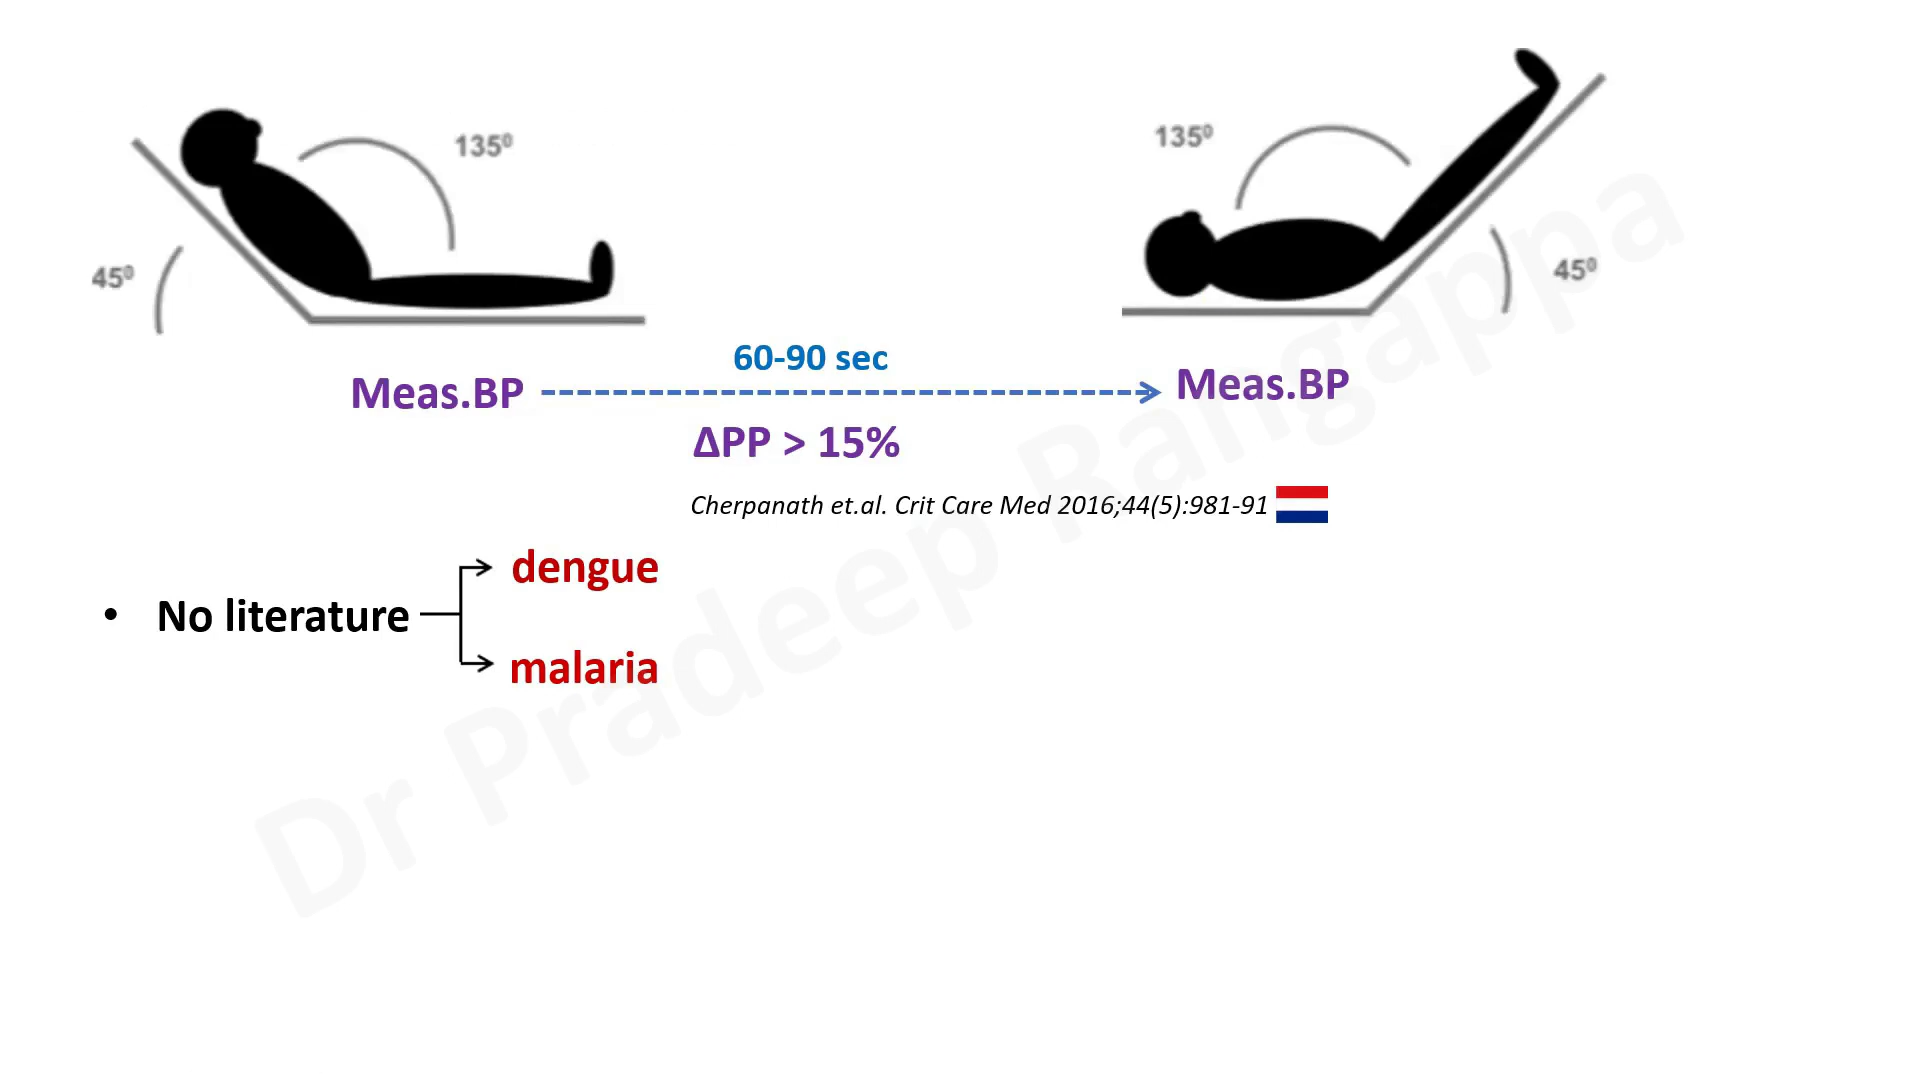 135⁰
45⁰
135⁰
45⁰
60-90 sec
Meas.BP
Meas.BP
ΔPP > 15%
Cherpanath et.al. Crit Care Med 2016;44(5):981-91
dengue
• No literature
malaria
Dr Pradeep Rangappa